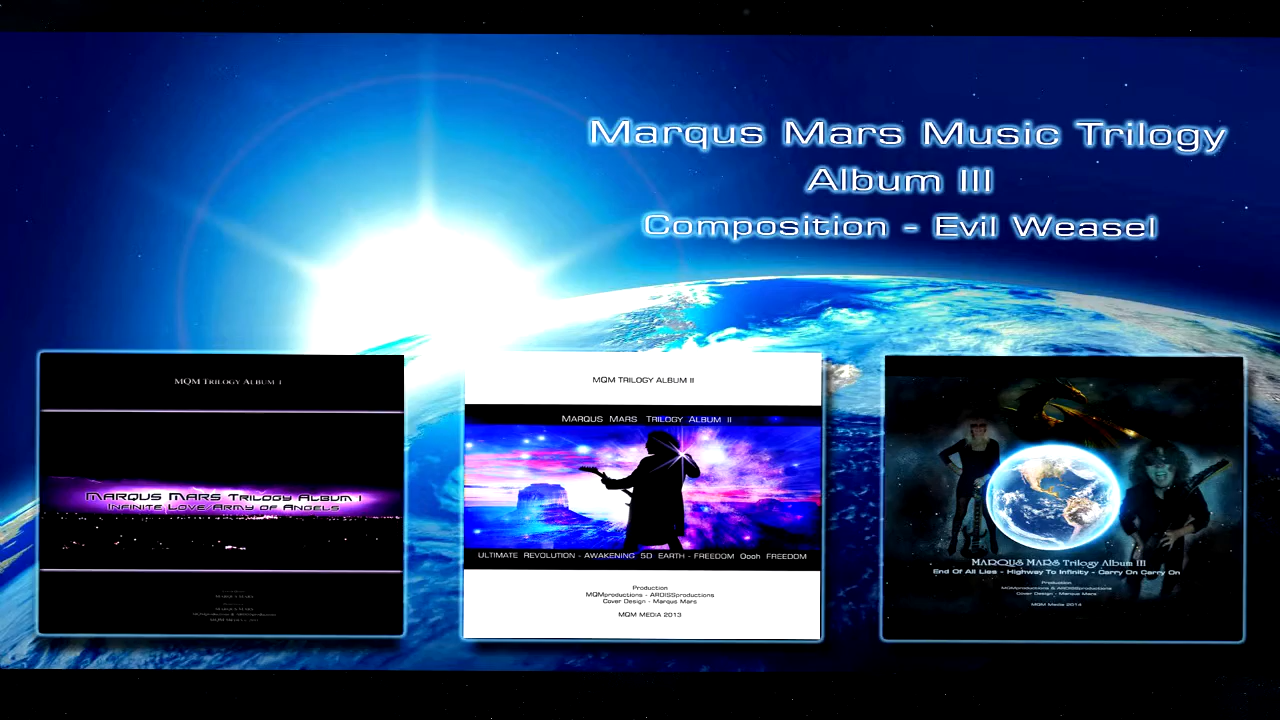 Marqus Mars Music Trilogy
Album III
Composition - Evil Weasel
MQM Trilogy Album I
Marqus Mars Trilogy Album I
Infinite Love/Army of Angels
MQM TRILOGY ALBUM II
Marqus Mars Trilogy Album II
ULTIMATE REVOLUTION - AWAKENING 5D EARTH - FREEDOM Oooh FREEDOM
Production
MQMproductions - ARDISSproductions
Cover Design - Marqus Mars
MQM MEDIA 2013
MARQUS MARS Trilogy Album III
End Of All Lies - Highway To Infinity - Carry On Carry On
Production
MQMproductions & ARDISSproductions
Cover Design - Marqus Mars
MQM Media 2014